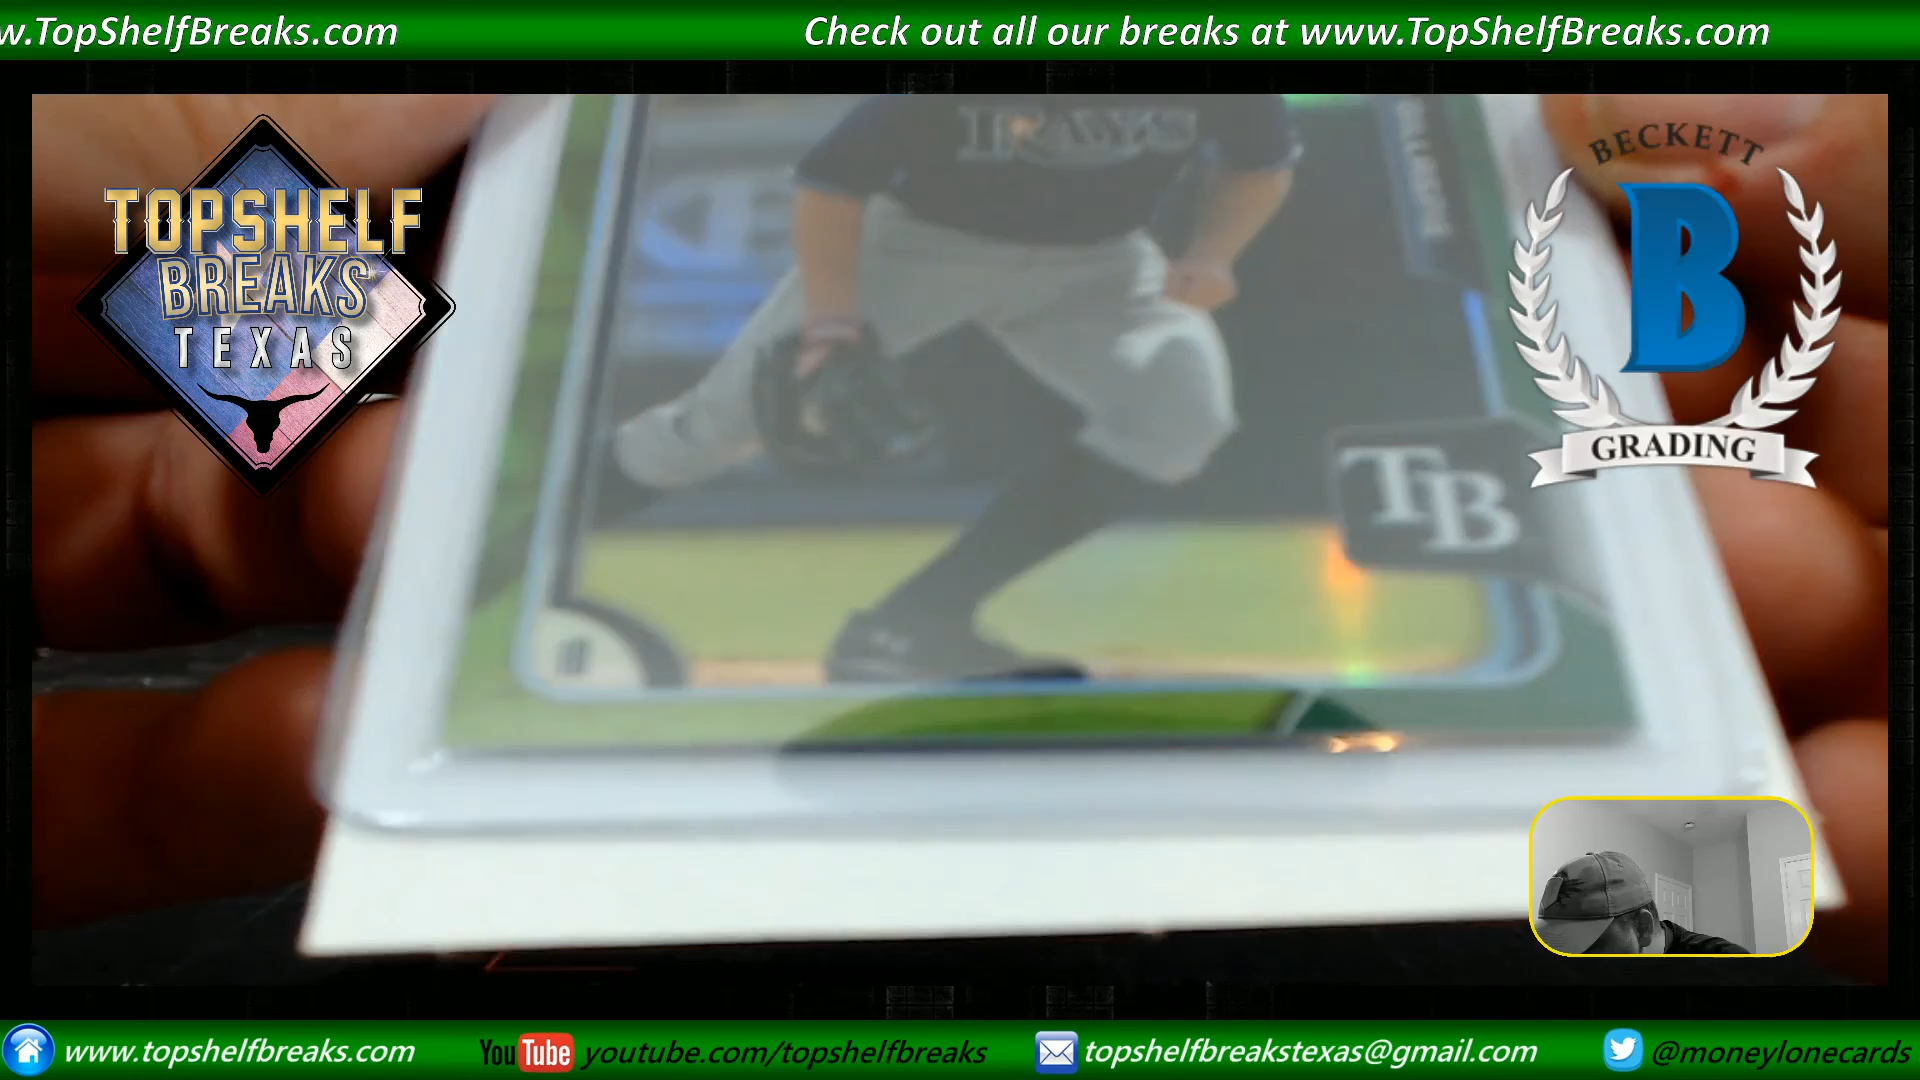 w.TopShelfBreaks.com
Check out all our breaks at www.TopShelfBreaks.com
TOPSHELF
BREAKS
TEXAS
BECKETT
B
GRADING
RAYS
TB
www.topshelfbreaks.com
YouTube youtube.com/topshelfbreaks
topshelfbreakstexas@gmail.com
@moneylonecards